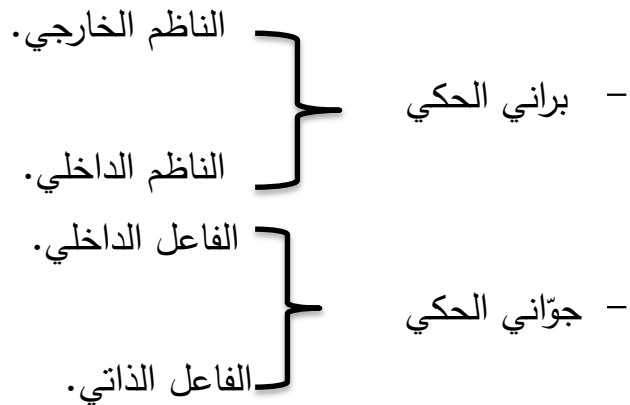 الناظم الخارجي.
- براني الحكي
الناظم الداخلي.
الفاعل الداخلي.
- جوّاني الحكي
الفاعل الذاتي.